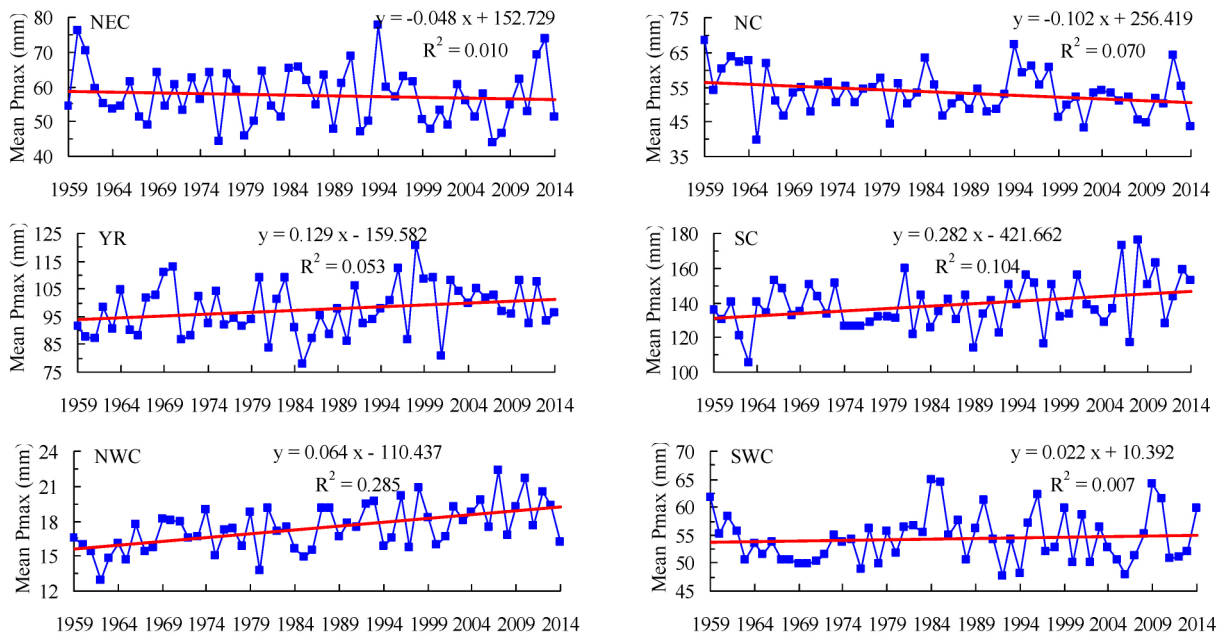 NEC
y = -0.048 x + 152.729
R² = 0.010
Mean Pmax (mm)
80
70
60
50
40
1959 1964 1969 1974 1979 1984 1989 1994 1999 2004 2009 2014
NC
y = -0.102 x + 256.419
R² = 0.070
Mean Pmax (mm)
75
65
55
45
35
1959 1964 1969 1974 1979 1984 1989 1994 1999 2004 2009 2014
YR
y = 0.129 x - 159.582
R² = 0.053
Mean Pmax (mm)
125
115
105
95
85
75
1959 1964 1969 1974 1979 1984 1989 1994 1999 2004 2009 2014
SC
y = 0.282 x - 421.662
R² = 0.104
Mean Pmax (mm)
180
160
140
120
100
1959 1964 1969 1974 1979 1984 1989 1994 1999 2004 2009 2014
NWC
y = 0.064 x - 110.437
R² = 0.285
Mean Pmax (mm)
24
21
18
15
12
1959 1964 1969 1974 1979 1984 1989 1994 1999 2004 2009 2014
SWC
y = 0.022 x + 10.392
R² = 0.007
Mean Pmax (mm)
70
65
60
55
50
45
1959 1964 1969 1974 1979 1984 1989 1994 1999 2004 2009 2014